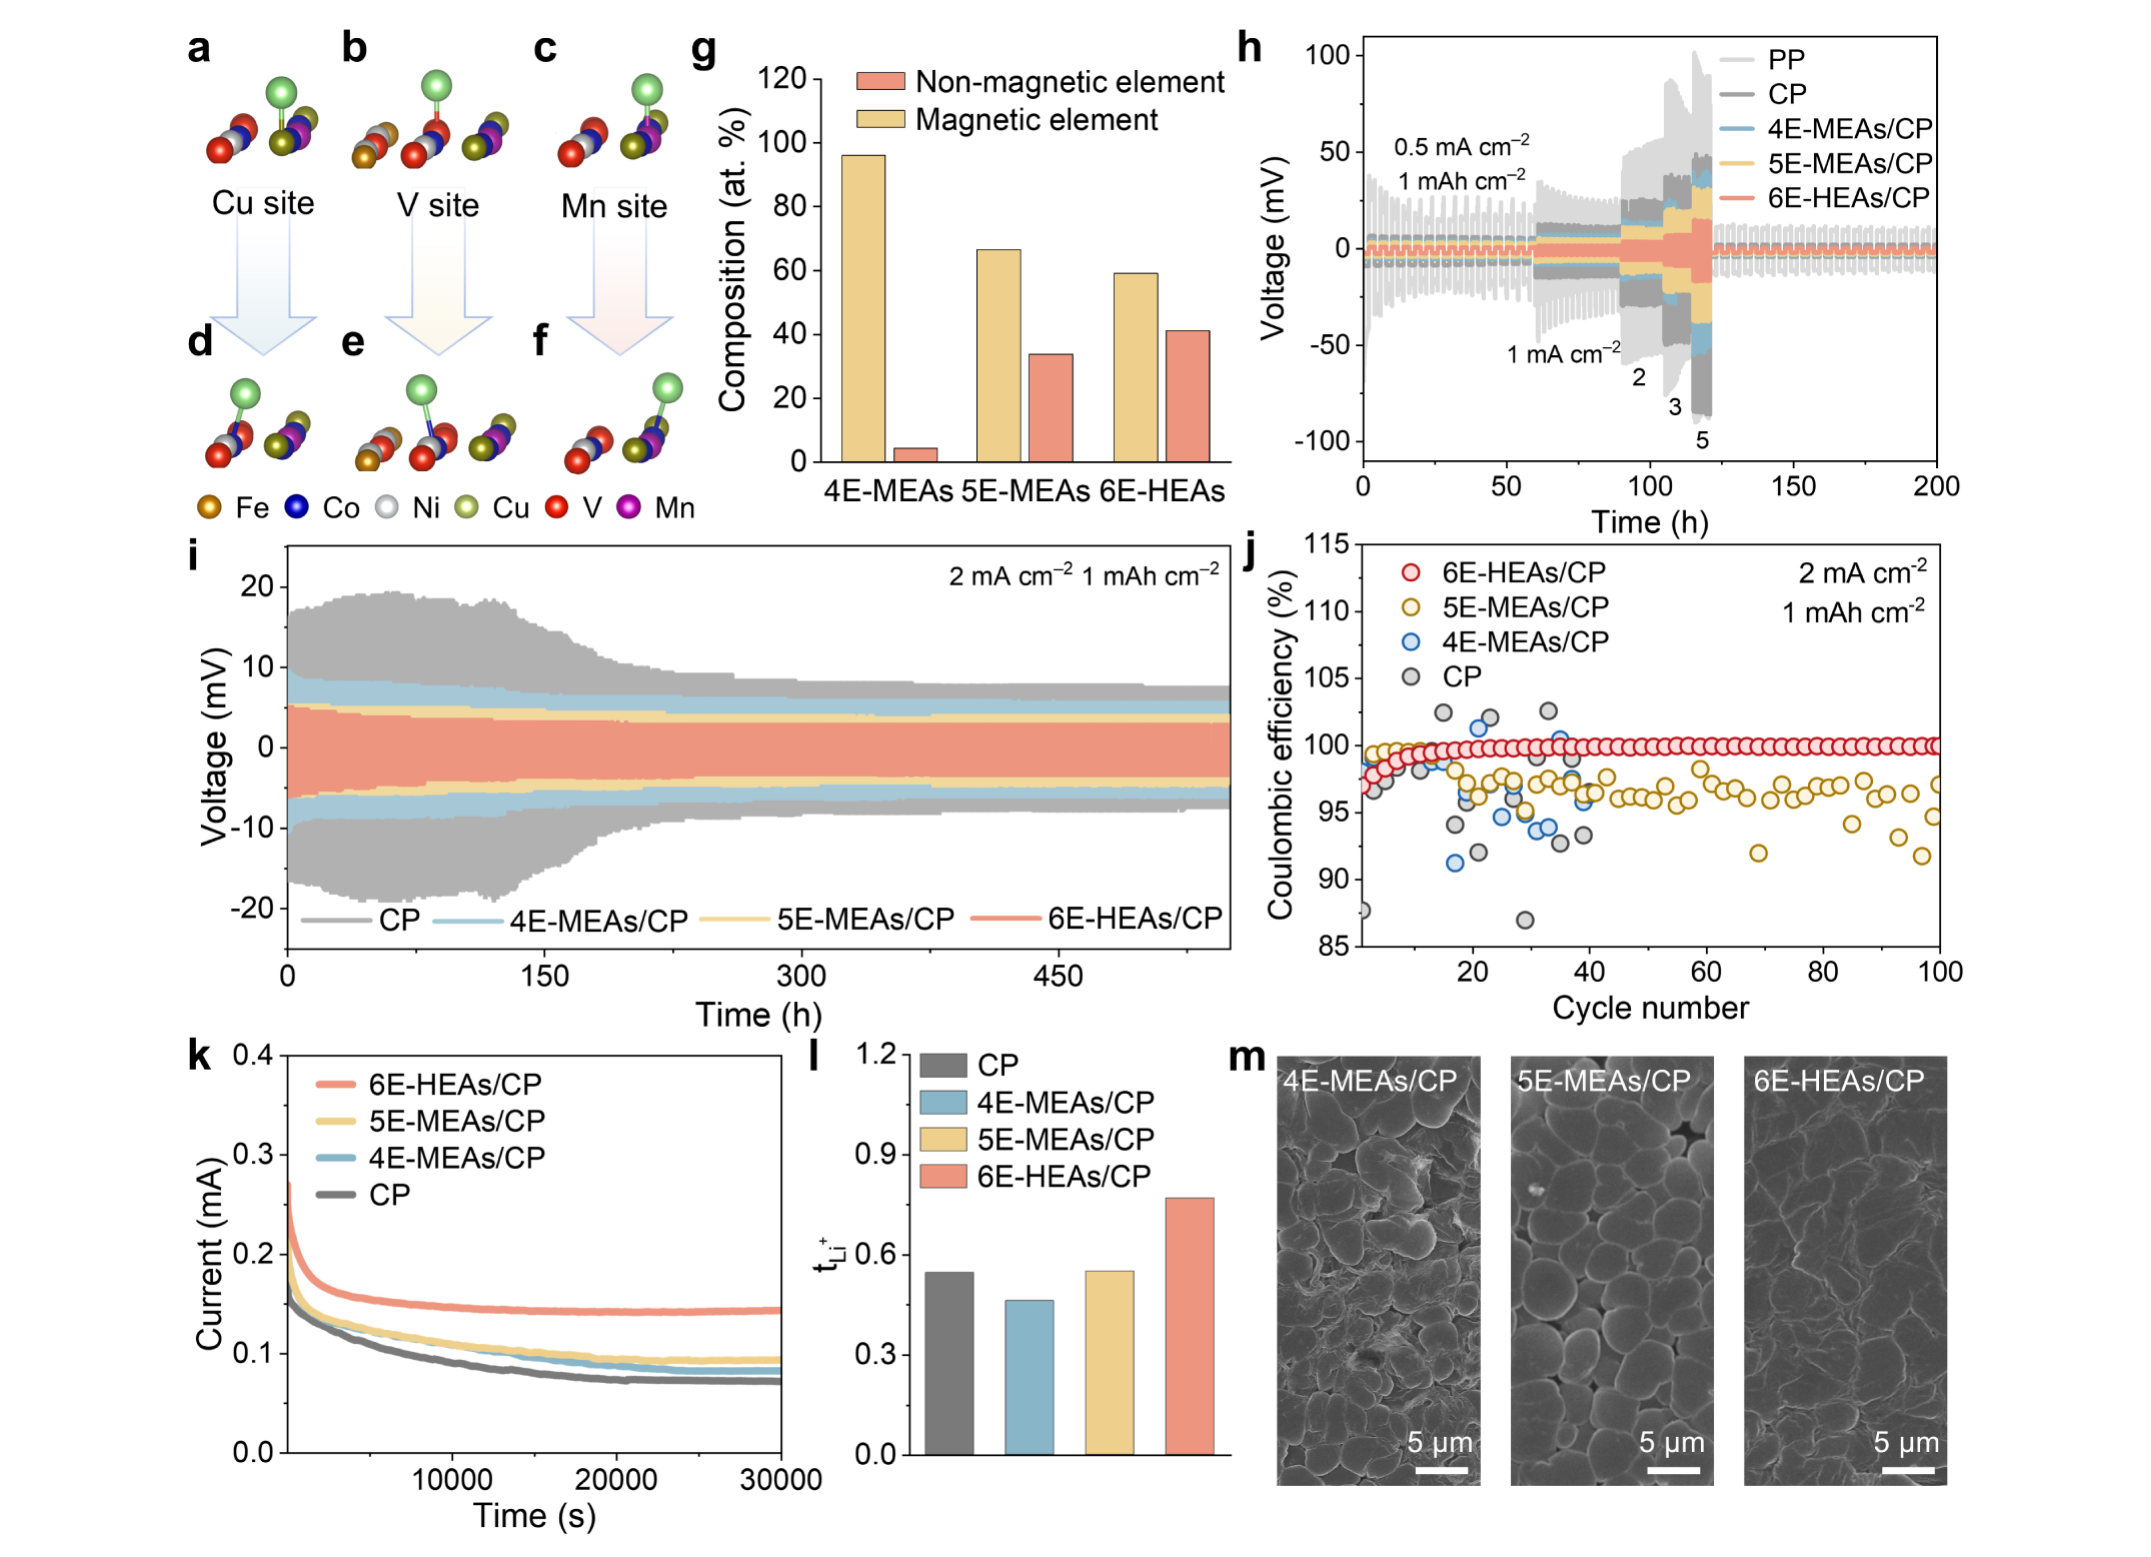 a
b
c
Cu site
V site
Mn site
d
e
f
Fe Co Ni Cu V Mn
g
Composition (at. %)
120
100
80
60
40
20
0
Non-magnetic element
Magnetic element
4E-MEAs 5E-MEAs 6E-HEAs
h
Voltage (mV)
100
50
0
-50
-100
PP
CP
4E-MEAs/CP
5E-MEAs/CP
6E-HEAs/CP
0.5 mA cm⁻²
1 mAh cm⁻²
1 mA cm⁻²
2
3
5
0 50 100 150 200
Time (h)
i
Voltage (mV)
20
10
0
-10
-20
2 mA cm⁻² 1 mAh cm⁻²
CP 4E-MEAs/CP 5E-MEAs/CP 6E-HEAs/CP
0 150 300 450
Time (h)
j
Coulombic efficiency (%)
115
110
105
100
95
90
85
6E-HEAs/CP
5E-MEAs/CP
4E-MEAs/CP
CP
2 mA cm⁻²
1 mAh cm⁻²
20 40 60 80 100
Cycle number
k
Current (mA)
0.4
0.3
0.2
0.1
0.0
6E-HEAs/CP
5E-MEAs/CP
4E-MEAs/CP
CP
10000 20000 30000
Time (s)
l
tLi⁺
1.2
0.9
0.6
0.3
0.0
CP
4E-MEAs/CP
5E-MEAs/CP
6E-HEAs/CP
m
4E-MEAs/CP
5 µm
5E-MEAs/CP
5 µm
6E-HEAs/CP
5 µm